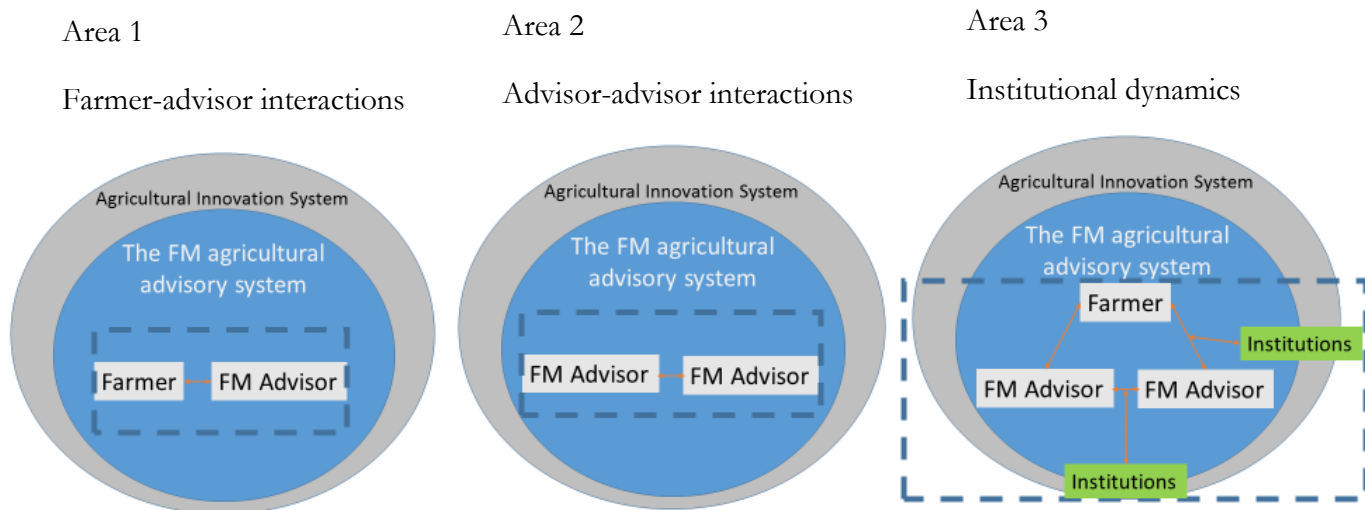 Area 1
Farmer-advisor interactions
Agricultural Innovation System
The FM agricultural
advisory system
Farmer
FM Advisor
Area 2
Advisor-advisor interactions
Agricultural Innovation System
The FM agricultural
advisory system
FM Advisor
FM Advisor
Area 3
Institutional dynamics
Agricultural Innovation System
The FM agricultural
advisory system
Farmer
Institutions
FM Advisor
FM Advisor
Institutions